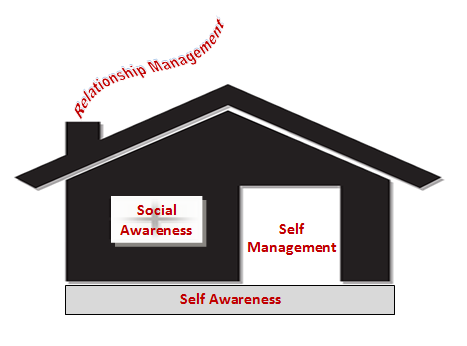 Relationship Management
Social
Awareness
Self
Management
Self Awareness